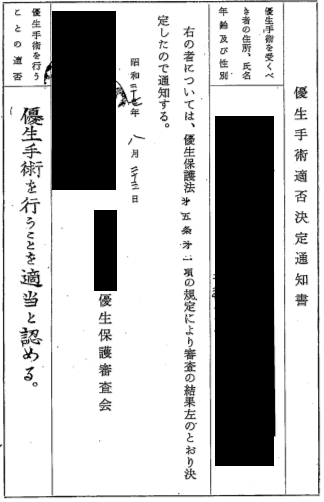 優生手術適否決定通知書
優生手術を受くべ
き者の住所、氏名
年齢及び性別
右の者については、優生保護法第五条第一項の規定により審査の結果左のとおり決
定したので通知する。
昭和 年 八月 日
優生保護審査会
優生手術を行う
ことの適否
優生手術を行うことを適当と認める。